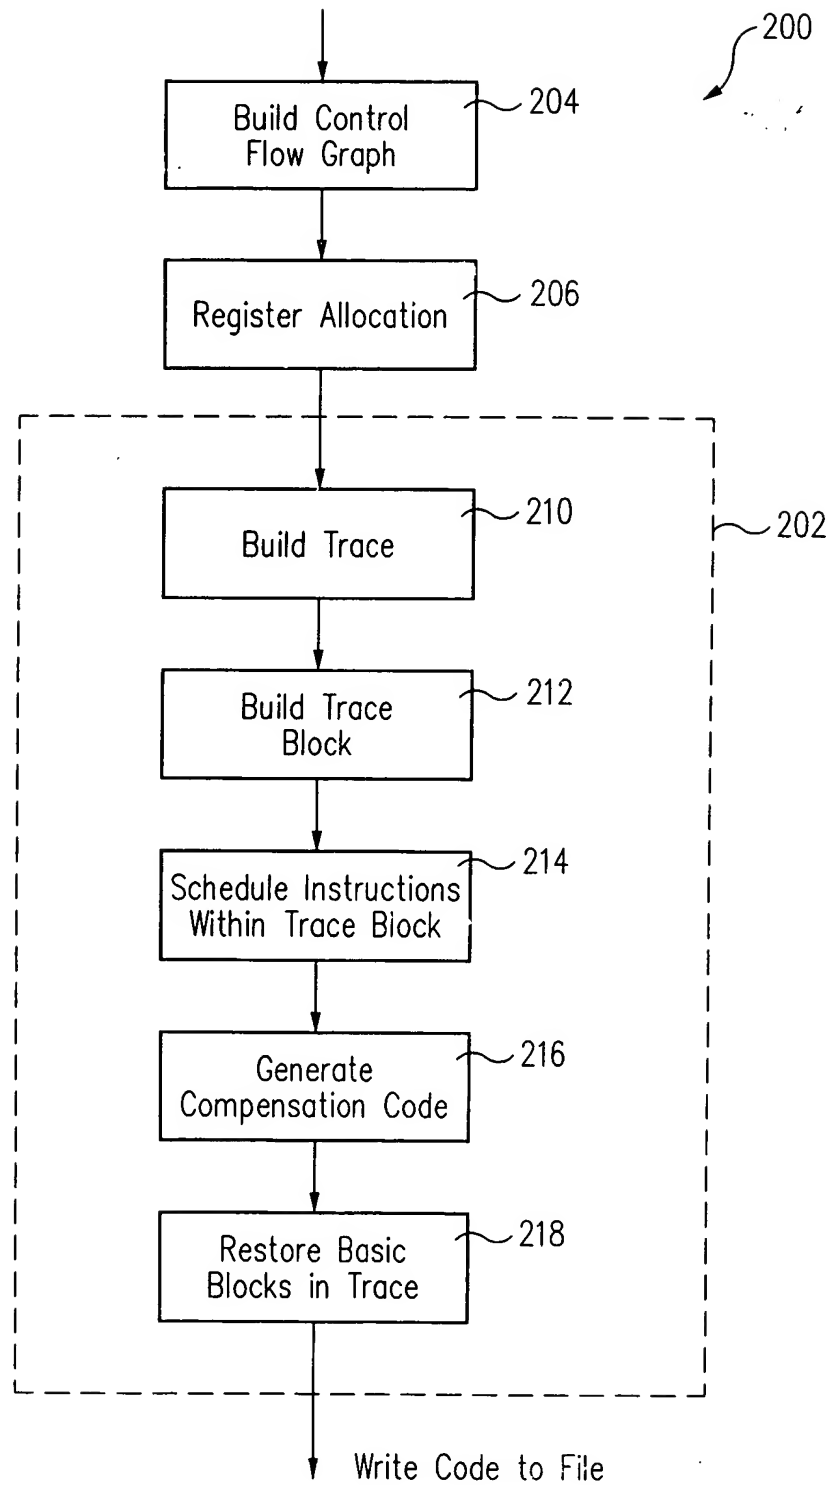 200
204
Build Control
Flow Graph
206
Register Allocation
210
202
Build Trace
212
Build Trace
Block
214
Schedule Instructions
Within Trace Block
216
Generate
Compensation Code
218
Restore Basic
Blocks in Trace
Write Code to File